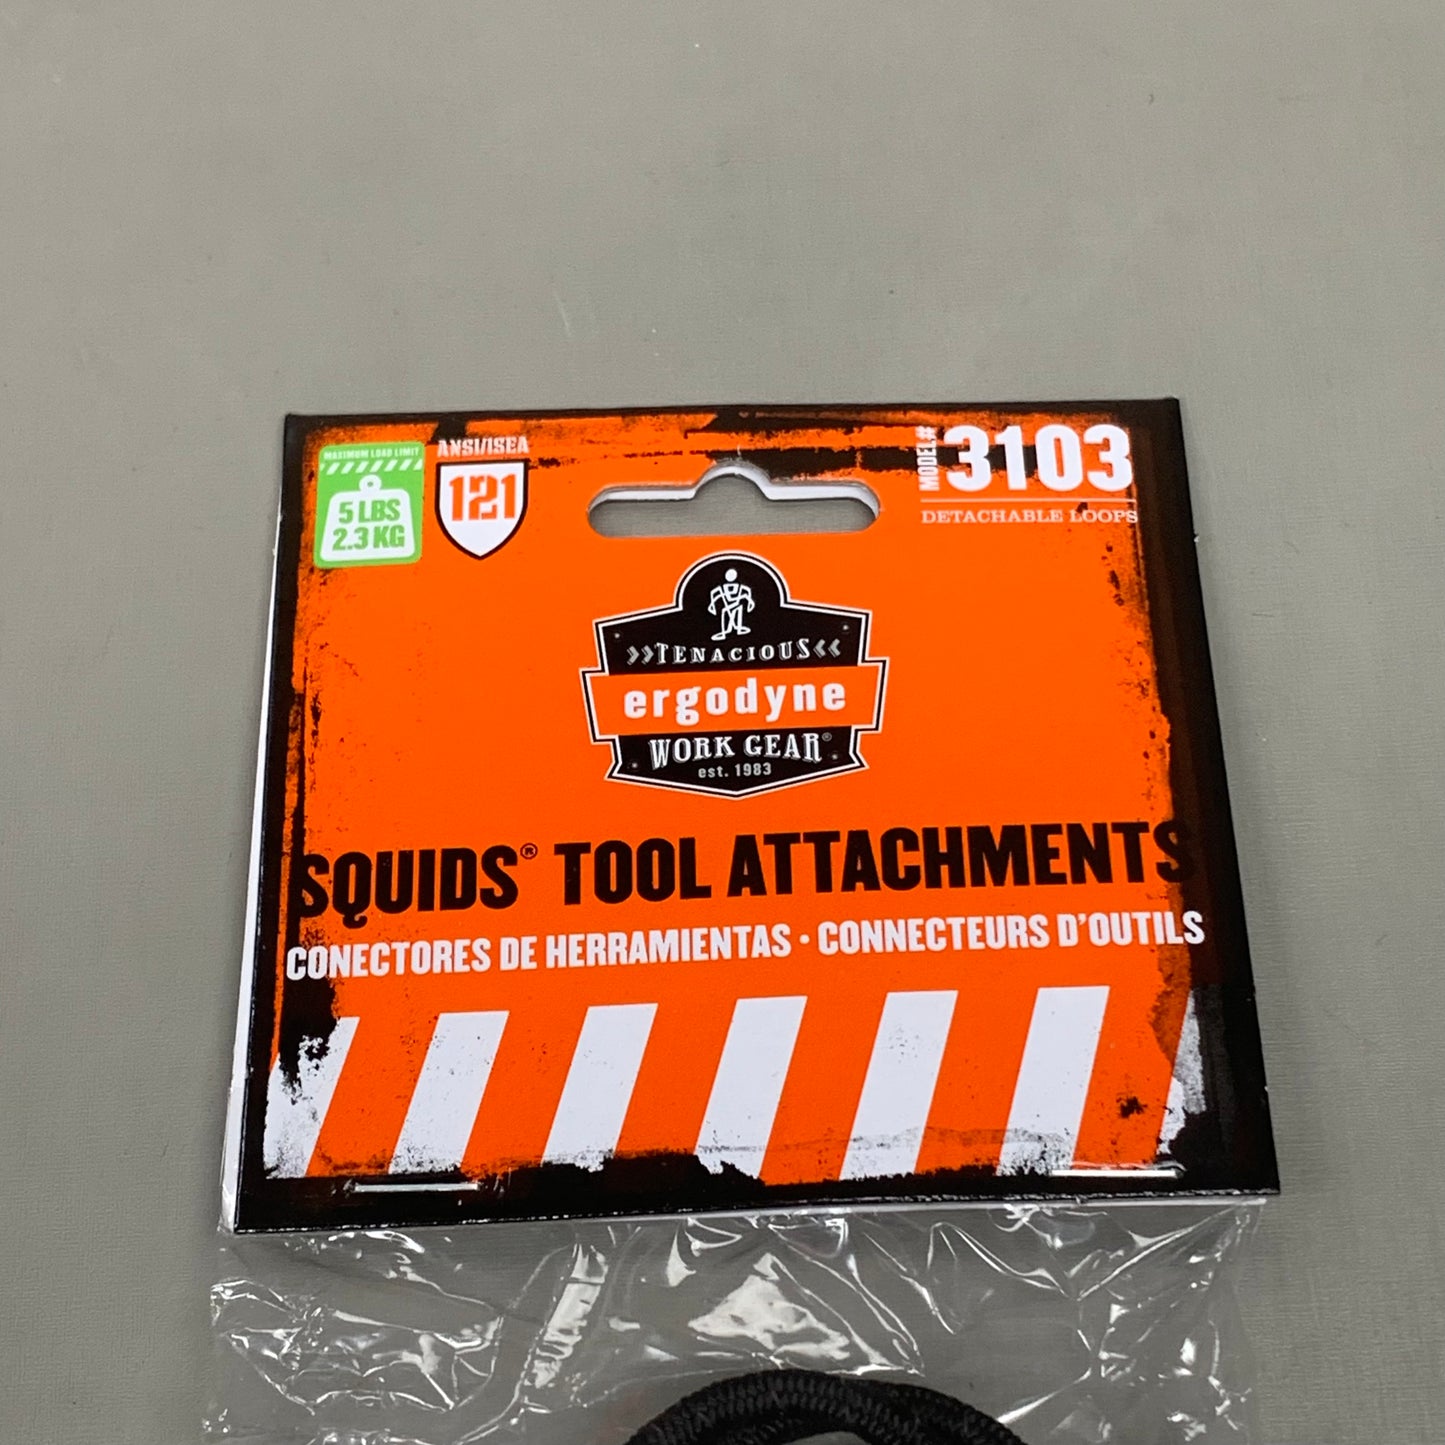 MAXIMUM LOAD LIMIT
5 LBS
2.3 KG
ANSI/ISEA
121
MODEL# 3103
DETACHABLE LOOPS
TENACIOUS
ergodyne
WORK GEAR®
est. 1983
SQUIDS® TOOL ATTACHMENTS
CONECTORES DE HERRAMIENTAS • CONNECTEURS D'OUTILS